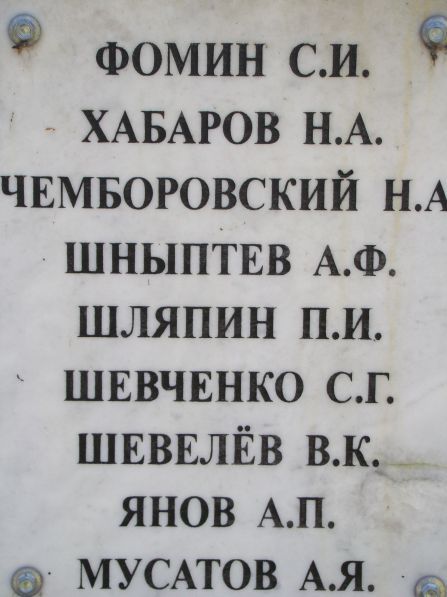 ФОМИН С.И.
ХАБАРОВ Н.А.
ЧЕМБОРОВСКИЙ Н.А
ШНЫПТЕВ А.Ф.
ШЛЯПИН П.И.
ШЕВЧЕНКО С.Г.
ШЕВЕЛЁВ В.К.
ЯНОВ А.П.
МУСАТОВ А.Я.